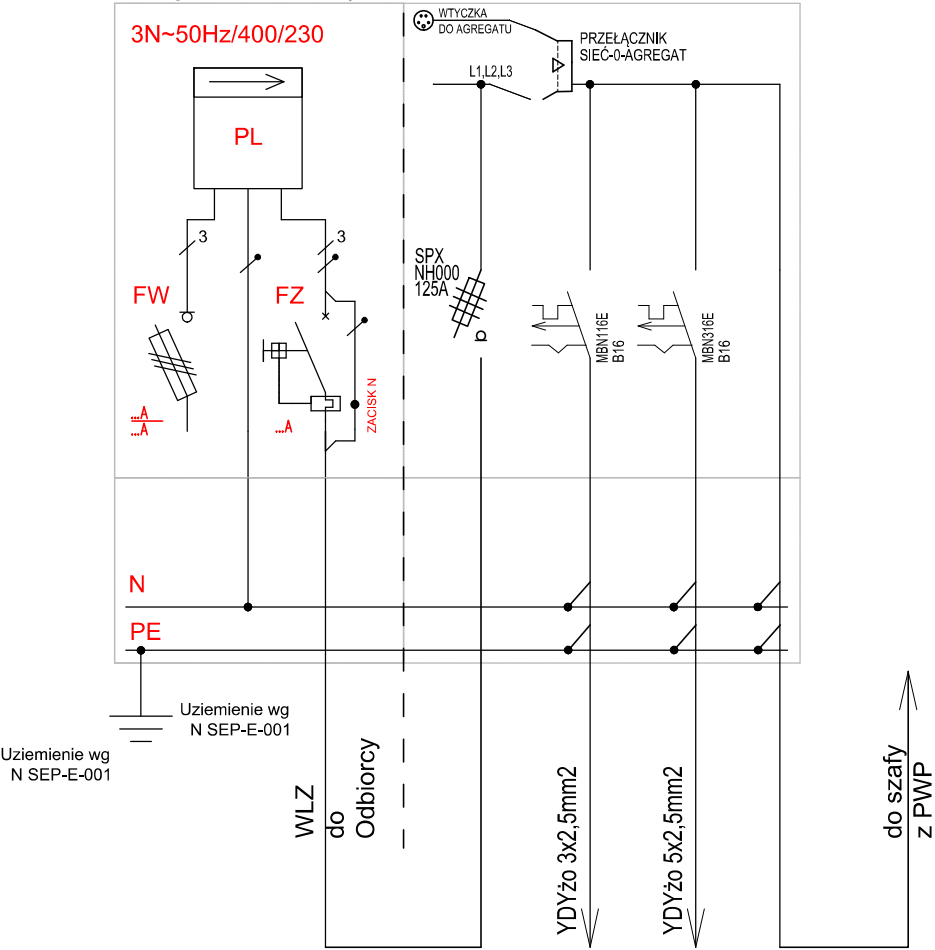 3N~50Hz/400/230
WTYCZKA
DO AGREGATU
PRZEŁĄCZNIK
SIEĆ-0-AGREGAT
L1,L2,L3
PL
3
3
SPX
NH000
125A
FW
FZ
MBN116E
B16
MBN316E
B16
...A
...A
...A
ZACISK N
N
PE
Uziemienie wg
N SEP-E-001
Uziemienie wg
N SEP-E-001
WLZ
do
Odbiorcy
YDYżo 3x2,5mm2
YDYżo 5x2,5mm2
do szafy
z PWP